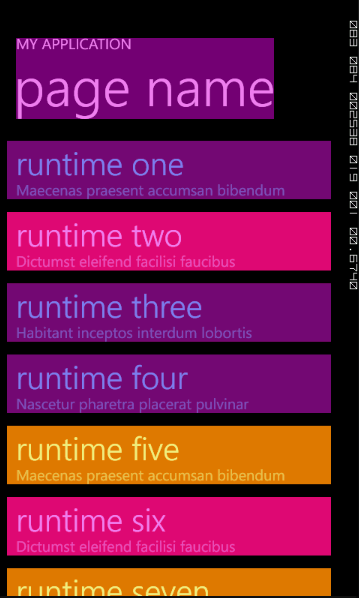 MY APPLICATION
page name
runtime one
Maecenas praesent accumsan bibendum
runtime two
Dictumst eleifend facilisi faucibus
runtime three
Habitant inceptos interdum lobortis
runtime four
Nascetur pharetra placerat pulvinar
runtime five
Maecenas praesent accumsan bibendum
runtime six
Dictumst eleifend facilisi faucibus
runtime seven
083 084 002538 019 001 00.5740